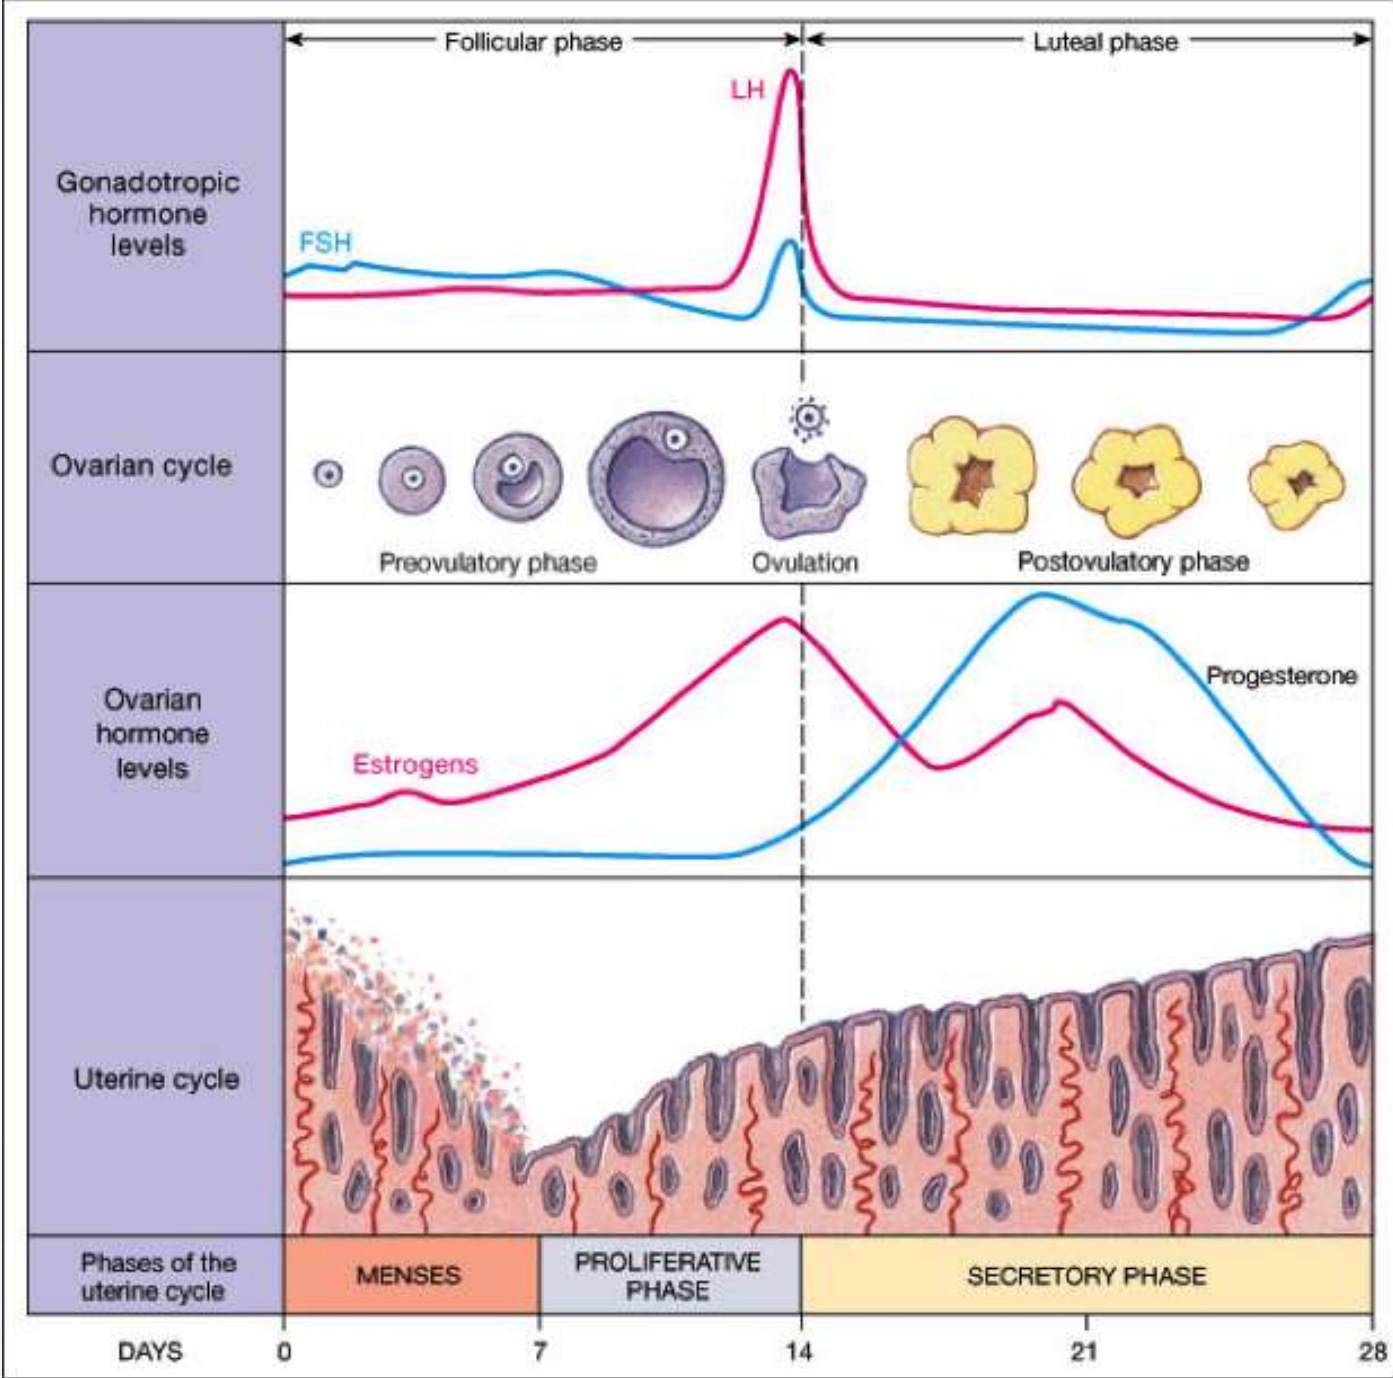 Follicular phase
Luteal phase
LH
Gonadotropic
hormone
levels
FSH
Ovarian cycle
Preovulatory phase
Ovulation
Postovulatory phase
Ovarian
hormone
levels
Progesterone
Estrogens
Uterine cycle
Phases of the
uterine cycle
MENSES
PROLIFERATIVE
PHASE
SECRETORY PHASE
DAYS
0
7
14
21
28